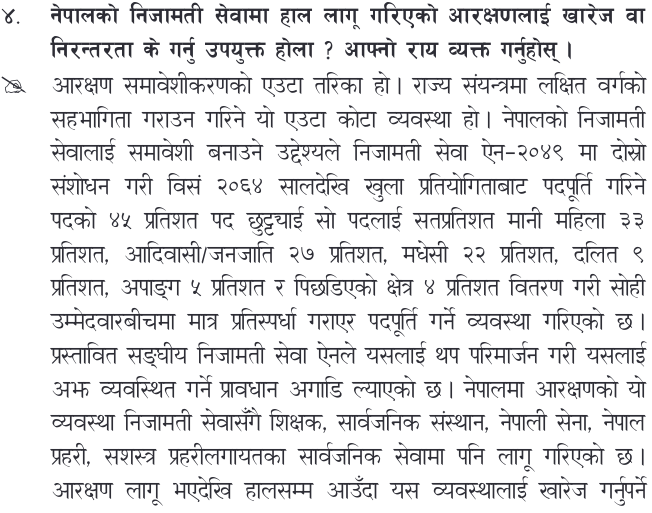 ४. नेपालको निजामती सेवामा हाल लागू गरिएको आरक्षणलाई खारेज वा
निरन्तरता के गर्नु उपयुक्त होला ? आफ्नो राय व्यक्त गर्नुहोस् ।
आरक्षण समावेशीकरणको एउटा तरिका हो। राज्य संयन्त्रमा लक्षित वर्गको
सहभागिता गराउन गरिने यो एउटा कोटा व्यवस्था हो। नेपालको निजामती
सेवालाई समावेशी बनाउने उद्देश्यले निजामती सेवा ऐन-२०४९ मा दोस्रो
संशोधन गरी विसं २०६४ सालदेखि खुला प्रतियोगिताबाट पदपूर्ति गरिने
पदको ४५ प्रतिशत पद छुट्ट्याई सो पदलाई सतप्रतिशत मानी महिला ३३
प्रतिशत, आदिवासी/जनजाति २७ प्रतिशत, मधेसी २२ प्रतिशत, दलित ९
प्रतिशत, अपाङ्ग ५ प्रतिशत र पिछडिएको क्षेत्र ४ प्रतिशत वितरण गरी सोही
उम्मेदवारबीचमा मात्र प्रतिस्पर्धा गराएर पदपूर्ति गर्ने व्यवस्था गरिएको छ।
प्रस्तावित सङ्घीय निजामती सेवा ऐनले यसलाई थप परिमार्जन गरी यसलाई
अझ व्यवस्थित गर्ने प्रावधान अगाडि ल्याएको छ। नेपालमा आरक्षणको यो
व्यवस्था निजामती सेवासँगै शिक्षक, सार्वजनिक संस्थान, नेपाली सेना, नेपाल
प्रहरी, सशस्त्र प्रहरीलगायतका सार्वजनिक सेवामा पनि लागू गरिएको छ।
आरक्षण लागू भएदेखि हालसम्म आउँदा यस व्यवस्थालाई खारेज गर्नुपर्ने